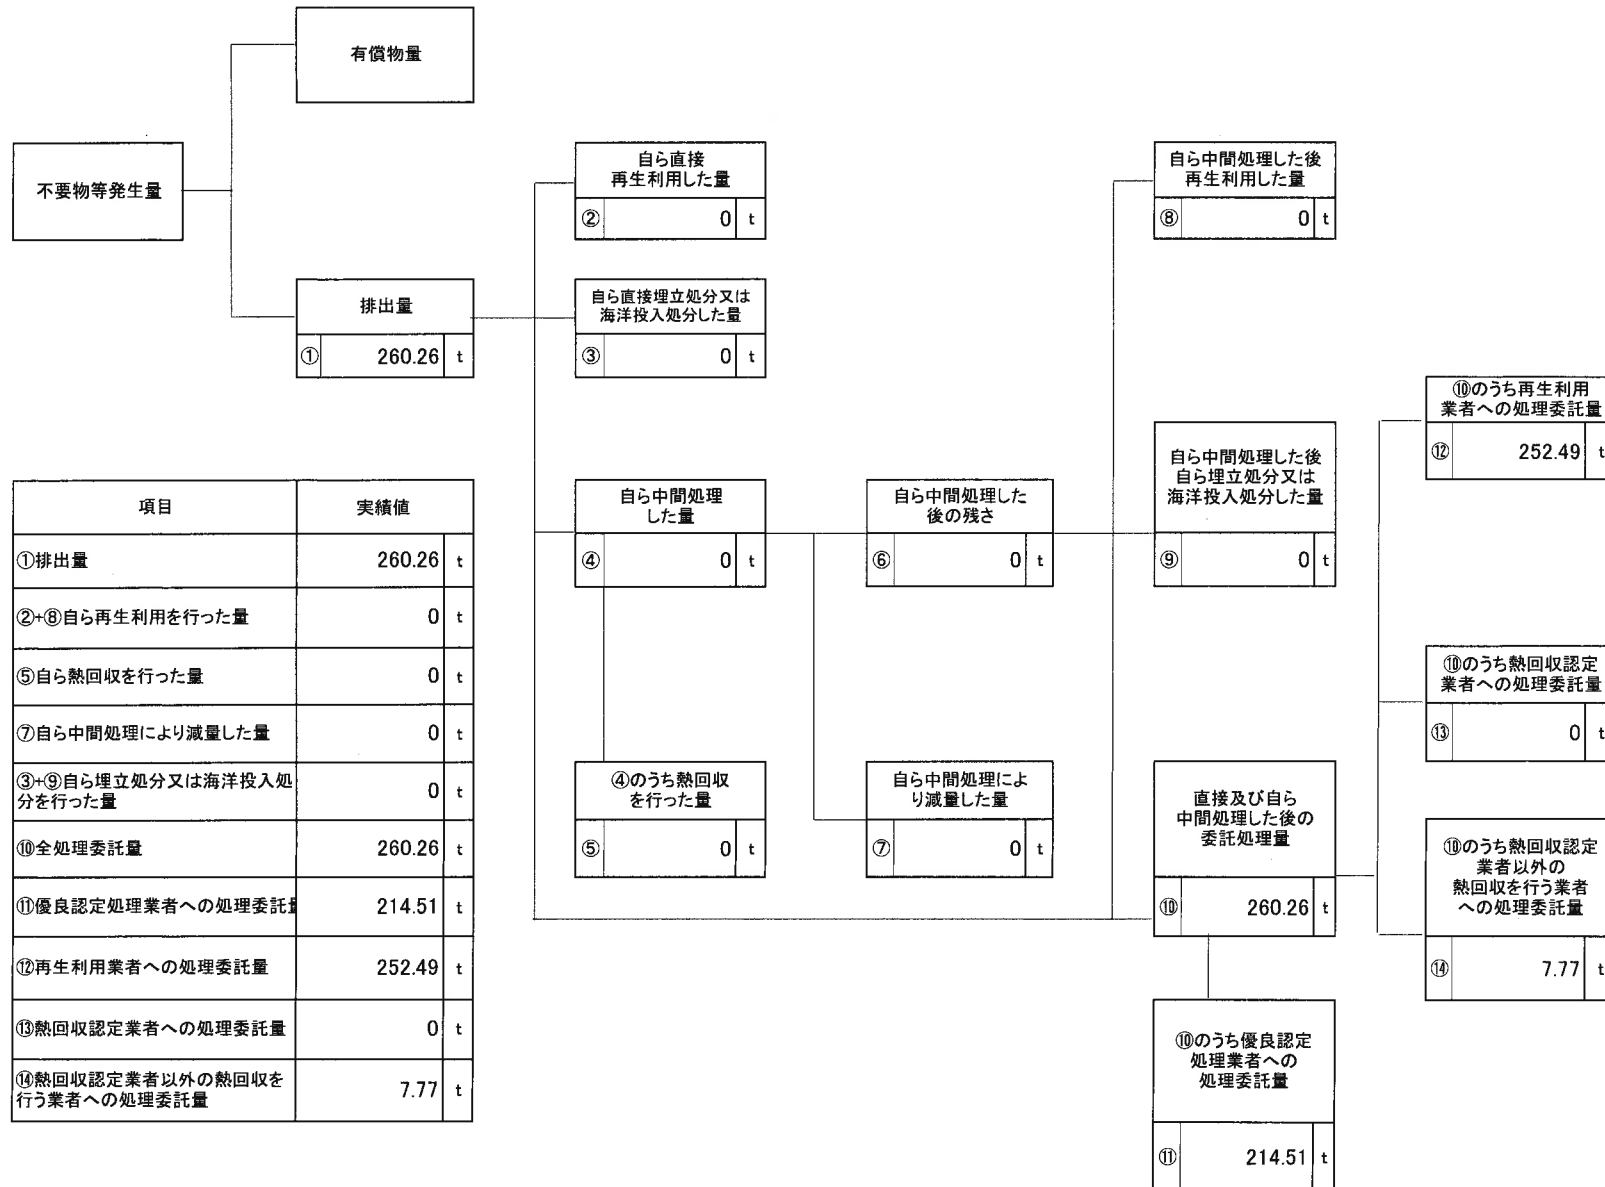 有償物量
不要物等発生量
排出量
① 260.26 t
自ら直接
再生利用した量
② 0 t
自ら直接埋立処分又は
海洋投入処分した量
③ 0 t
自ら中間処理
した量
④ 0 t
④のうち熱回収
を行った量
⑤ 0 t
自ら中間処理した
後の残さ
⑥ 0 t
自ら中間処理によ
り減量した量
⑦ 0 t
自ら中間処理した後
再生利用した量
⑧ 0 t
自ら中間処理した後
自ら埋立処分又は
海洋投入処分した量
⑨ 0 t
直接及び自ら
中間処理した後の
委託処理量
⑩ 260.26 t
⑩のうち優良認定
処理業者への
処理委託量
⑪ 214.51 t
⑩のうち再生利用
業者への処理委託量
⑫ 252.49 t
⑩のうち熱回収認定
業者への処理委託量
⑬ 0 t
⑩のうち熱回収認定
業者以外の
熱回収を行う業者
への処理委託量
⑭ 7.77 t
項目 実績値
①排出量 260.26 t
②+⑧自ら再生利用を行った量 0 t
⑤自ら熱回収を行った量 0 t
⑦自ら中間処理により減量した量 0 t
③+⑨自ら埋立処分又は海洋投入処
分を行った量 0 t
⑩全処理委託量 260.26 t
⑪優良認定処理業者への処理委託量 214.51 t
⑫再生利用業者への処理委託量 252.49 t
⑬熱回収認定業者への処理委託量 0 t
⑭熱回収認定業者以外の熱回収を
行う業者への処理委託量 7.77 t